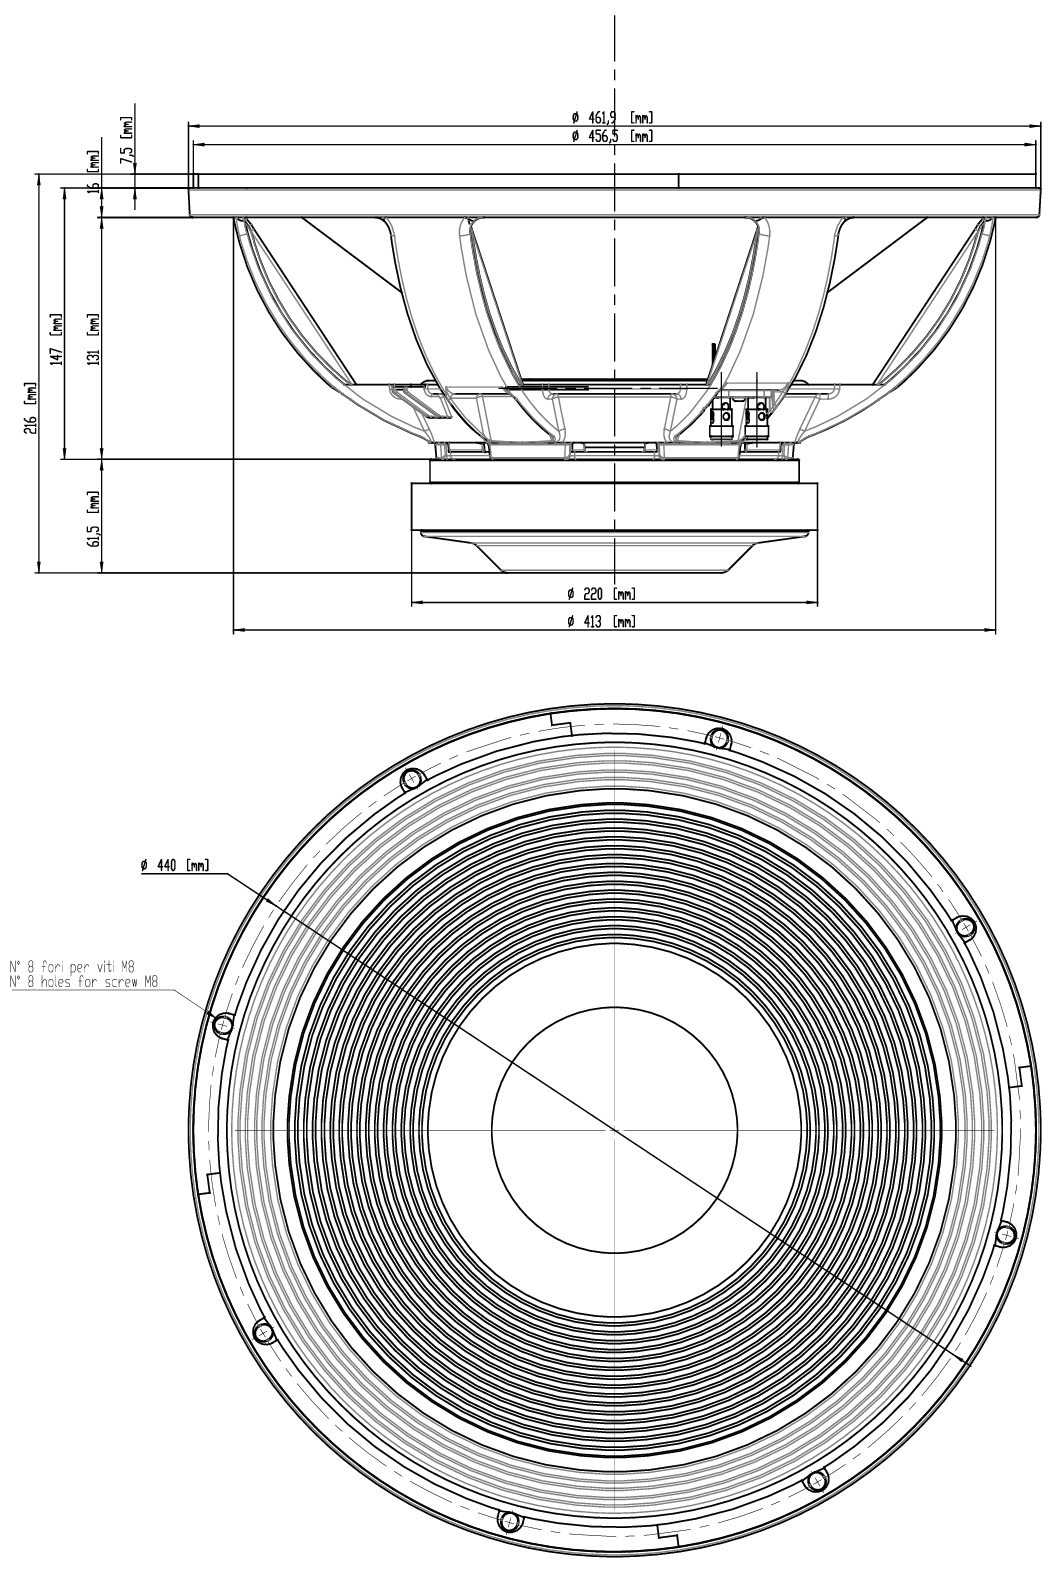 Ø 461,9 [mm]
Ø 456,5 [mm]
7,5 [mm]
16 [mm]
147 [mm]
131 [mm]
216 [mm]
61,5 [mm]
Ø 220 [mm]
Ø 413 [mm]
Ø 440 [mm]
N° 8 fori per viti M8
N° 8 holes for screw M8